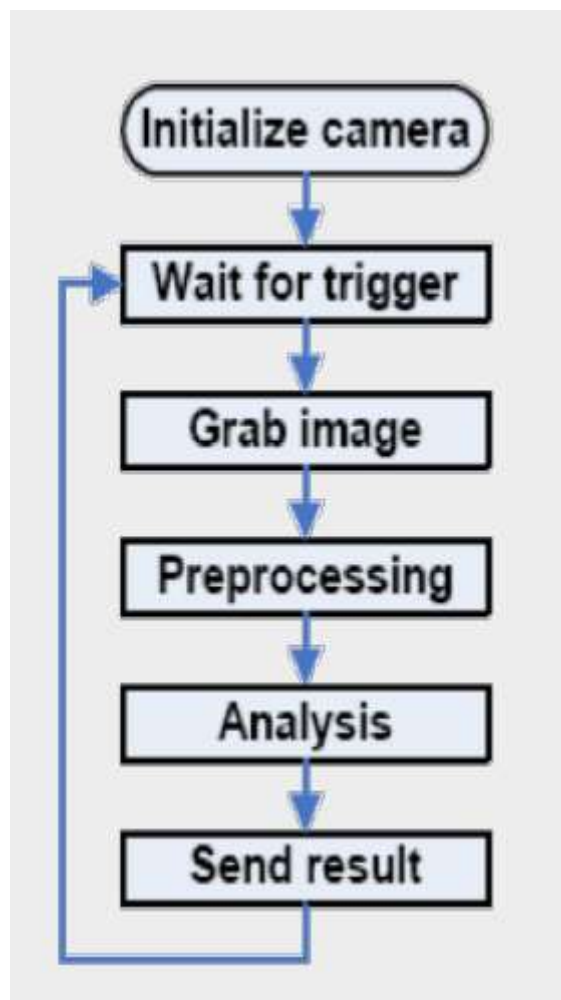 Initialize camera
Wait for trigger
Grab image
Preprocessing
Analysis
Send result